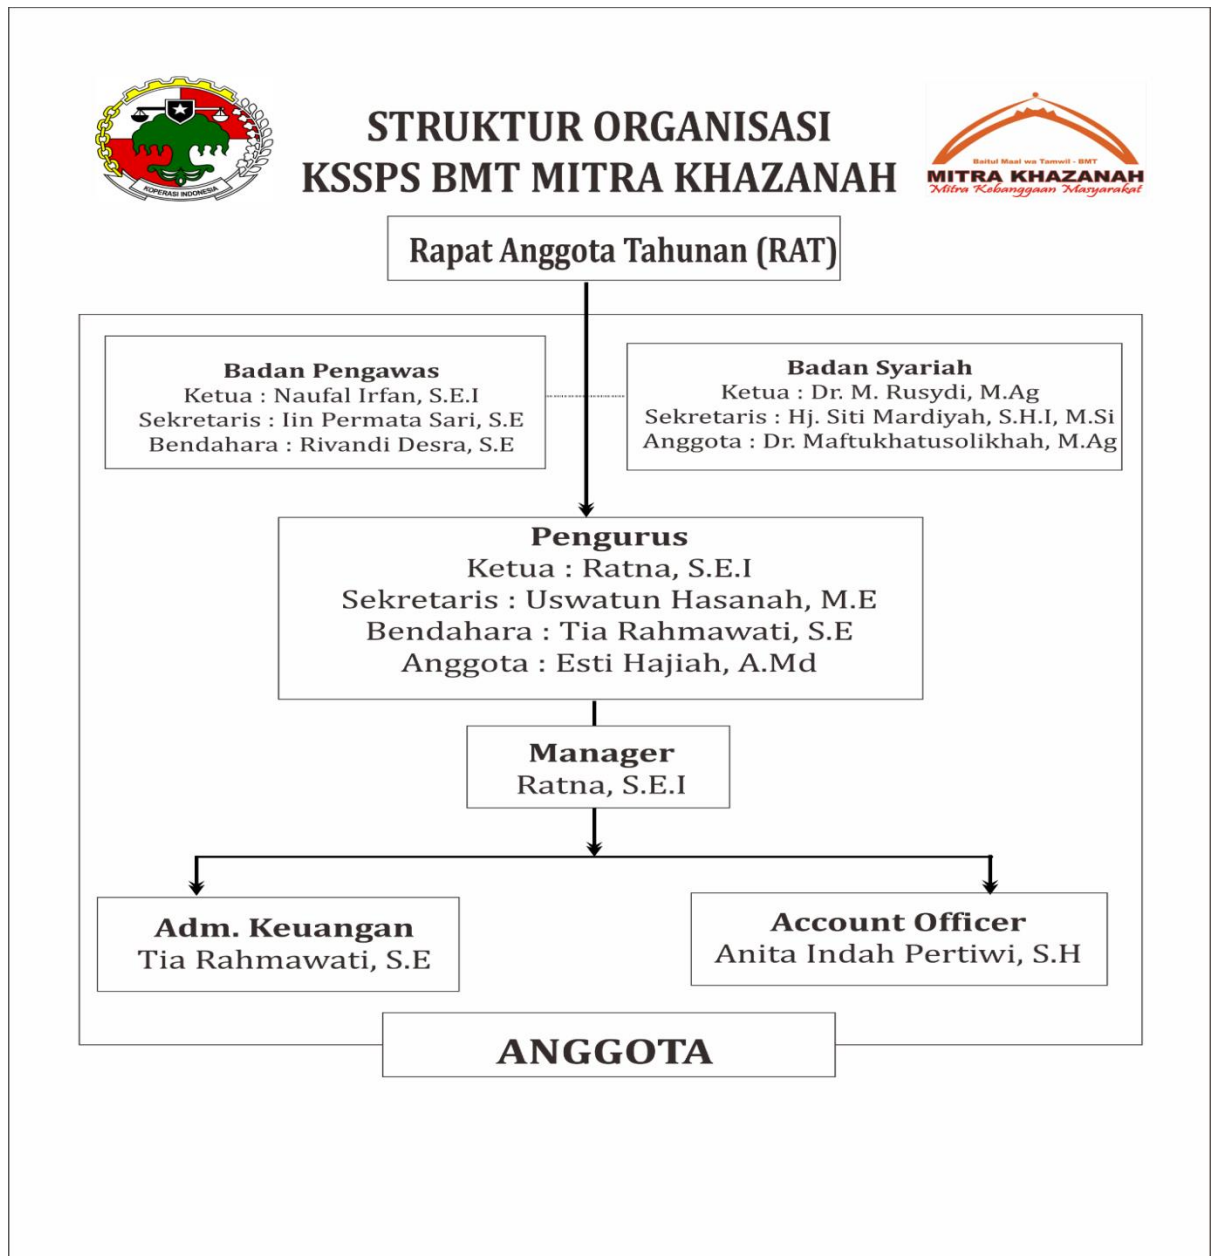 KOPERASI INDONESIA
STRUKTUR ORGANISASI
KSSPS BMT MITRA KHAZANAH
Baitul Maal wa Tamwil - BMT
MITRA KHAZANAH
Mitra Kebanggaan Masyarakat
Rapat Anggota Tahunan (RAT)
Badan Pengawas
Ketua : Naufal Irfan, S.E.I
Sekretaris : Iin Permata Sari, S.E
Bendahara : Rivandi Desra, S.E
Badan Syariah
Ketua : Dr. M. Rusydi, M.Ag
Sekretaris : Hj. Siti Mardiyah, S.H.I, M.Si
Anggota : Dr. Maftukhatusolikhah, M.Ag
Pengurus
Ketua : Ratna, S.E.I
Sekretaris : Uswatun Hasanah, M.E
Bendahara : Tia Rahmawati, S.E
Anggota : Esti Hajiah, A.Md
Manager
Ratna, S.E.I
Adm. Keuangan
Tia Rahmawati, S.E
Account Officer
Anita Indah Pertiwi, S.H
ANGGOTA